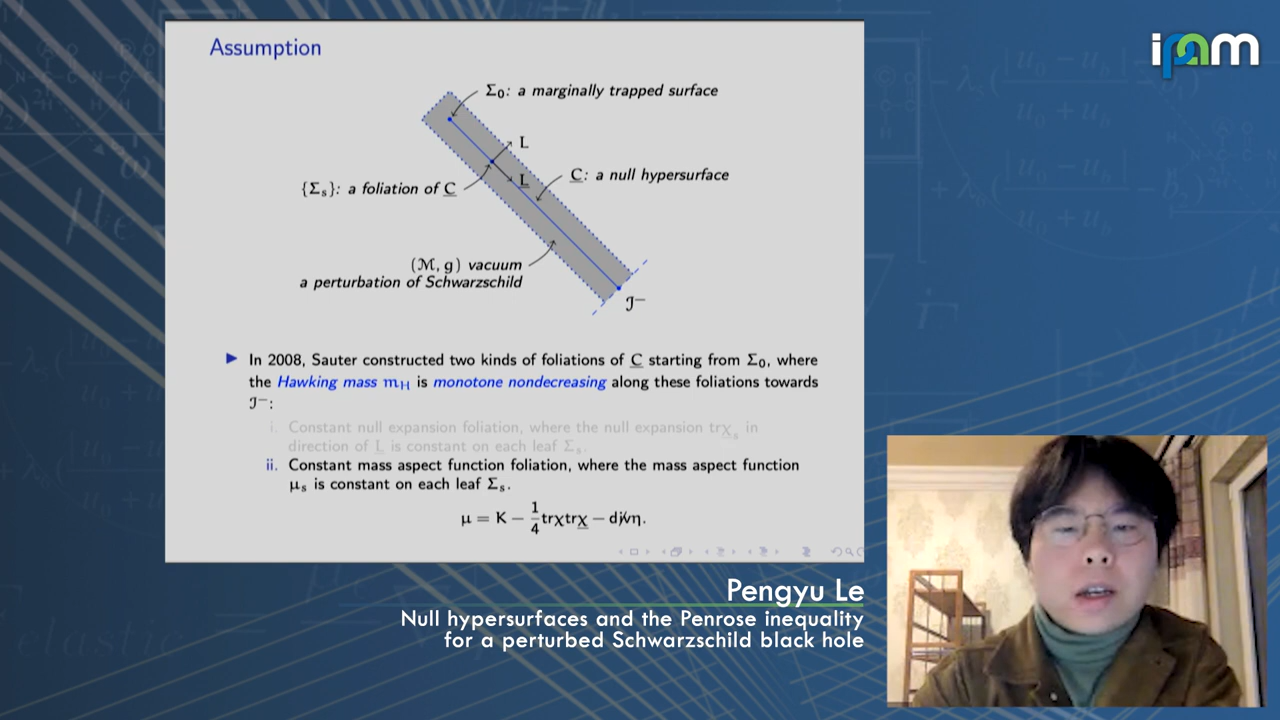 ipam
Assumption
Σ₀: a marginally trapped surface
L
C̲: a null hypersurface
L̲
{Σₛ}: a foliation of C̲
(ℳ, g) vacuum
a perturbation of Schwarzschild
ℐ⁻
▶ In 2008, Sauter constructed two kinds of foliations of C̲ starting from Σ₀, where
the Hawking mass m_H is monotone nondecreasing along these foliations towards
ℐ⁻:
i. Constant null expansion foliation, where the null expansion trχ̲ₛ in
direction of L̲ is constant on each leaf Σₛ.
ii. Constant mass aspect function foliation, where the mass aspect function
μₛ is constant on each leaf Σₛ.
μ = K − 1/4 trχtrχ̲ − div̸η.
Pengyu Le
Null hypersurfaces and the Penrose inequality
for a perturbed Schwarzschild black hole